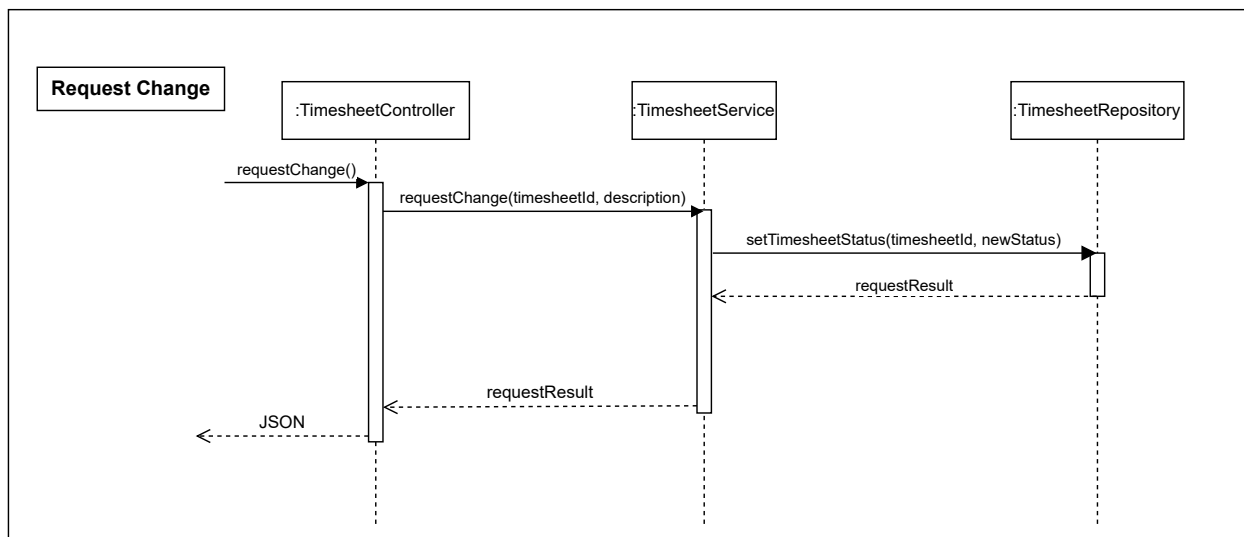 Request Change
:TimesheetController
:TimesheetService
:TimesheetRepository
requestChange()
requestChange(timesheetId, description)
setTimesheetStatus(timesheetId, newStatus)
requestResult
requestResult
JSON